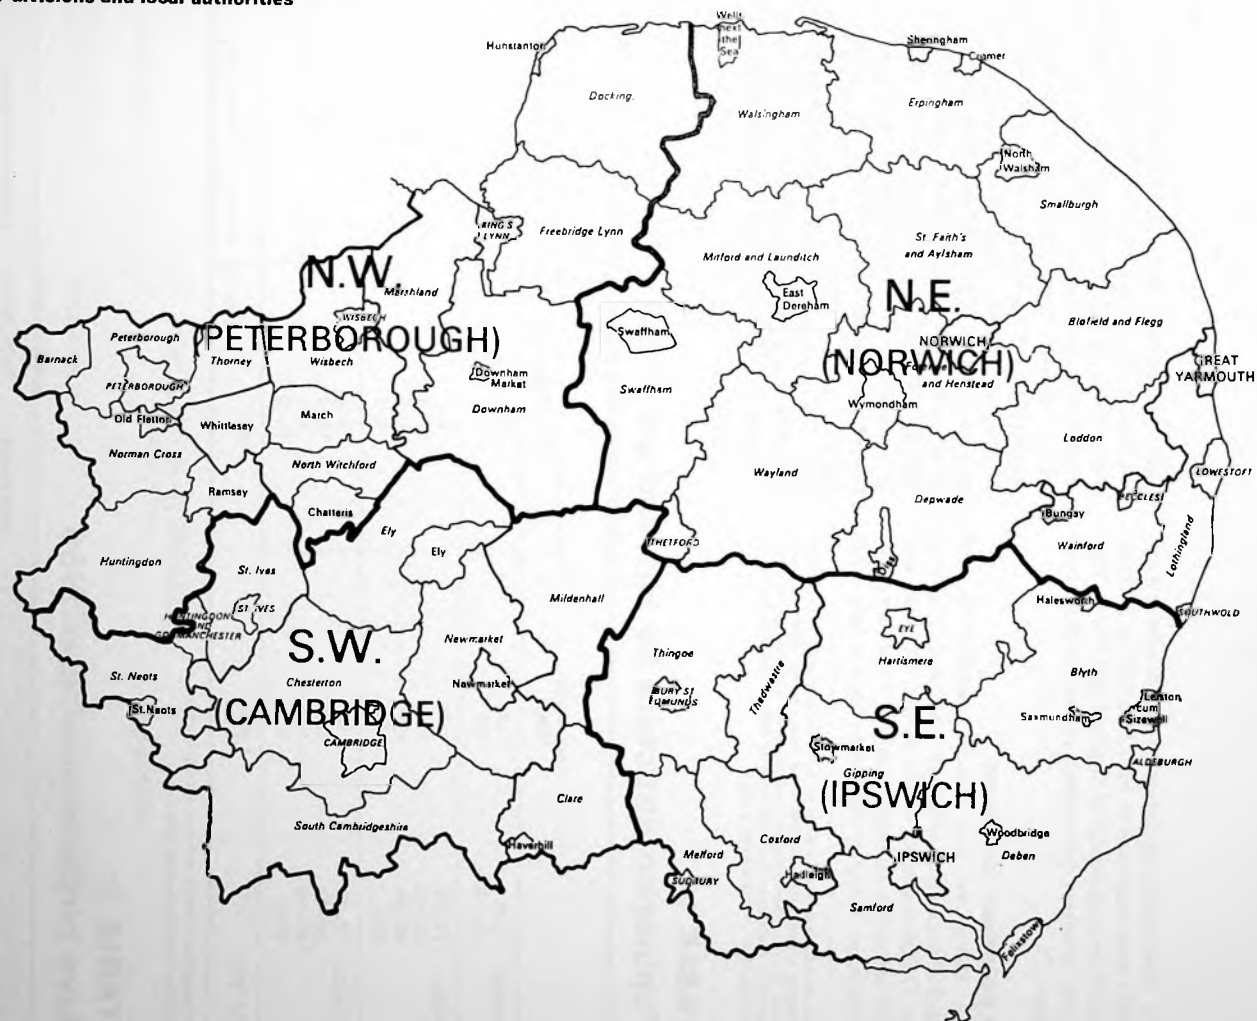 divisions and local authorities
Wells
next
the
Sea
Sheringham
Cromer
Hunstanton
Docking.
Walsingham
Erpingham
North
Walsham
Smallburgh
KING'S
LYNN
Freebridge Lynn
Mitford and Launditch
St. Faith's
and Aylsham
East
Dereham
N.W.
(PETERBOROUGH)
Marshland
N.E.
(NORWICH)
NORWICH
and Henstead
Blofield and Flegg
GREAT
YARMOUTH
WISBECH
Wisbech
Peterborough
PETERBOROUGH
Barnack
Thorney
Swaffham
Swaffham
Downham
Market
Downham
Wymondham
Old Fletton
Whittlesey
March
Norman Cross
North Witchford
Ramsey
Chatteris
Wayland
Loddon
Depwade
LOWESTOFT
BECCLES
Bungay
Wainford
Lothingland
Ely
Ely
THETFORD
Diss
Huntingdon
St. Ives
ST IVES
HUNTINGDON
AND
GODMANCHESTER
Mildenhall
Halesworth
SOUTHWOLD
S.W.
(CAMBRIDGE)
Newmarket
Newmarket
Chesterton
CAMBRIDGE
St. Neots
St.Neots
Thingoe
BURY ST
EDMUNDS
Thedwastre
EYE
Hartismere
Blyth
S.E.
(IPSWICH)
Saxmundham
Leiston
cum
Sizewell
ALDEBURGH
Stowmarket
Gipping
Clare
South Cambridgeshire
Haverhill
Melford
Cosford
SUDBURY
Hadleigh
IPSWICH
Woodbridge
Deben
Samford
Felixstowe